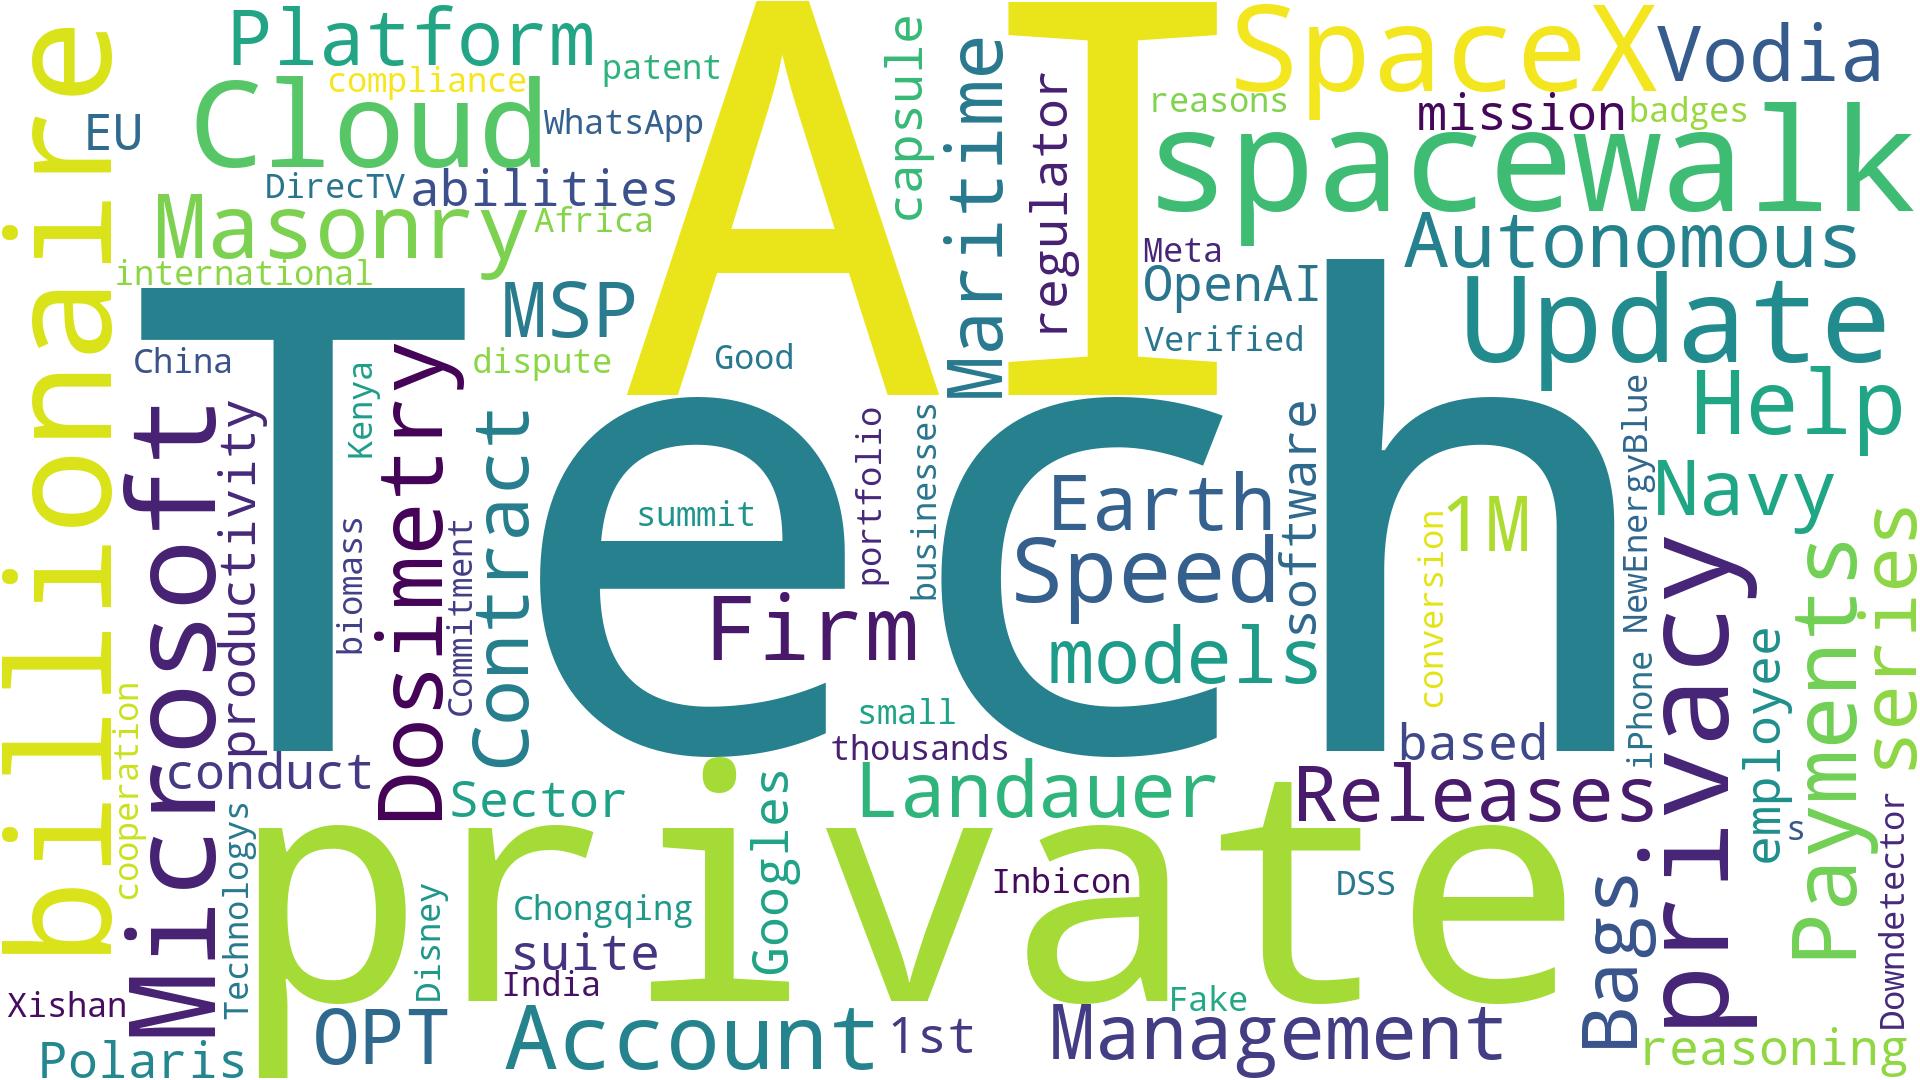 billionaire
Platform
compliance
patent
Cloud
WhatsApp
EU
DirecTV
abilities
Masonry
Africa
international
MSP
AI
capsule
Maritime
regulator
SpaceX
Vodia
reasons
mission
badges
spacewalk
Autonomous
Meta
OpenAI
Verified
Update
Help
China
Kenya
dispute
Good
Tech
Microsoft
productivity
biomass
Dosimetry
Commitment
Contract
summit
portfolio
businesses
Earth
Speed
software
models
Firm
1M
conversion
NewEnergyBlue
iPhone
Navy
privacy
Payments
series
employee
small
thousands
based
conduct
cooperation
Technologys
Sector
Landauer
Releases
private
Googles
Inbicon
DSS
s
Downdetector
Bags.
Chongqing
suite
Disney
India
Fake
Xishan
Polaris
OPT
Account
1st
Management
reasoning